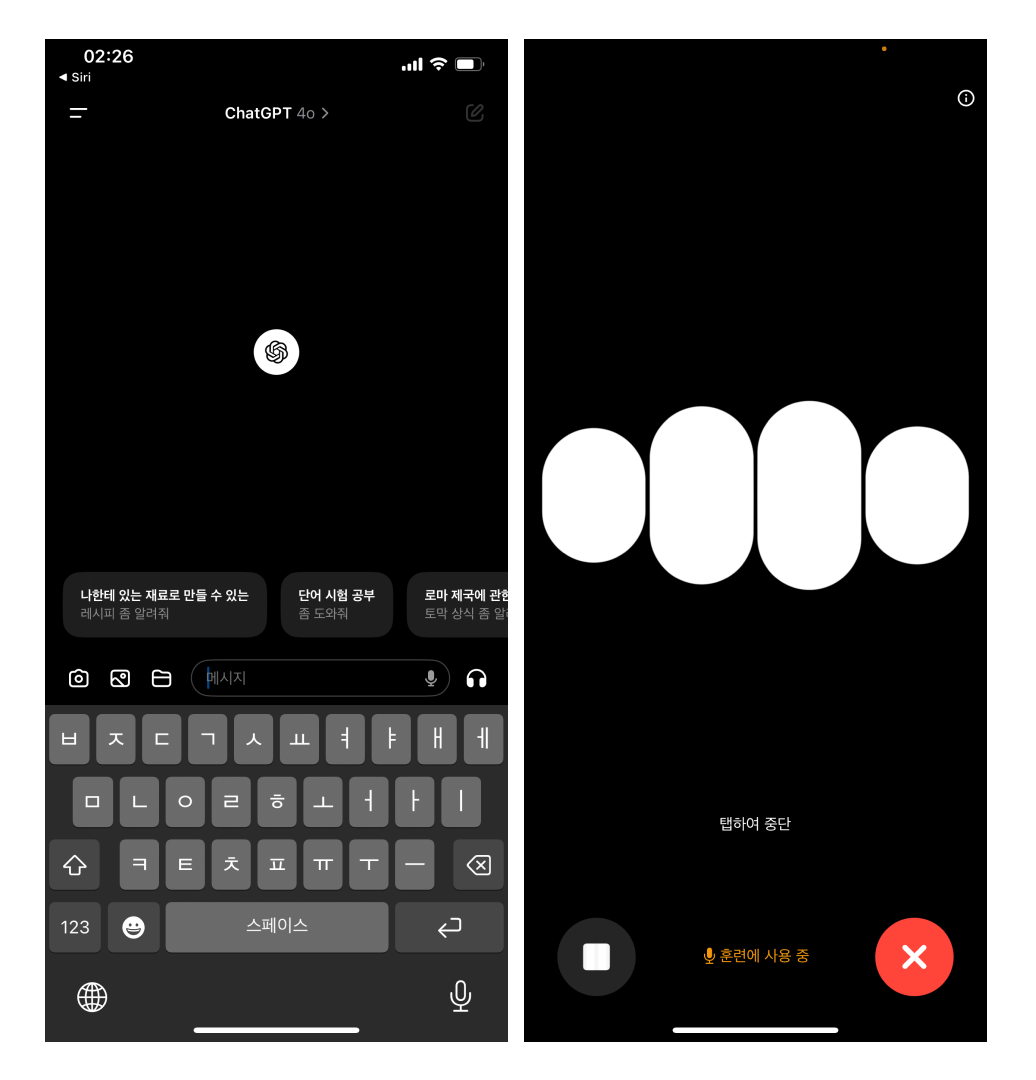 02:26
◀ Siri
ChatGPT 4o >
나한테 있는 재료로 만들 수 있는
레시피 좀 알려줘
단어 시험 공부
좀 도와줘
로마 제국에 관한
토막 상식 좀
메시지
ㅂ ㅈ ㄷ ㄱ ㅅ ㅛ ㅕ ㅑ ㅐ ㅔ
ㅁ ㄴ ㅇ ㄹ ㅎ ㅗ ㅓ ㅏ ㅣ
ㅋ ㅌ ㅊ ㅍ ㅠ ㅜ ㅡ
123
스페이스
탭하여 중단
훈련에 사용 중